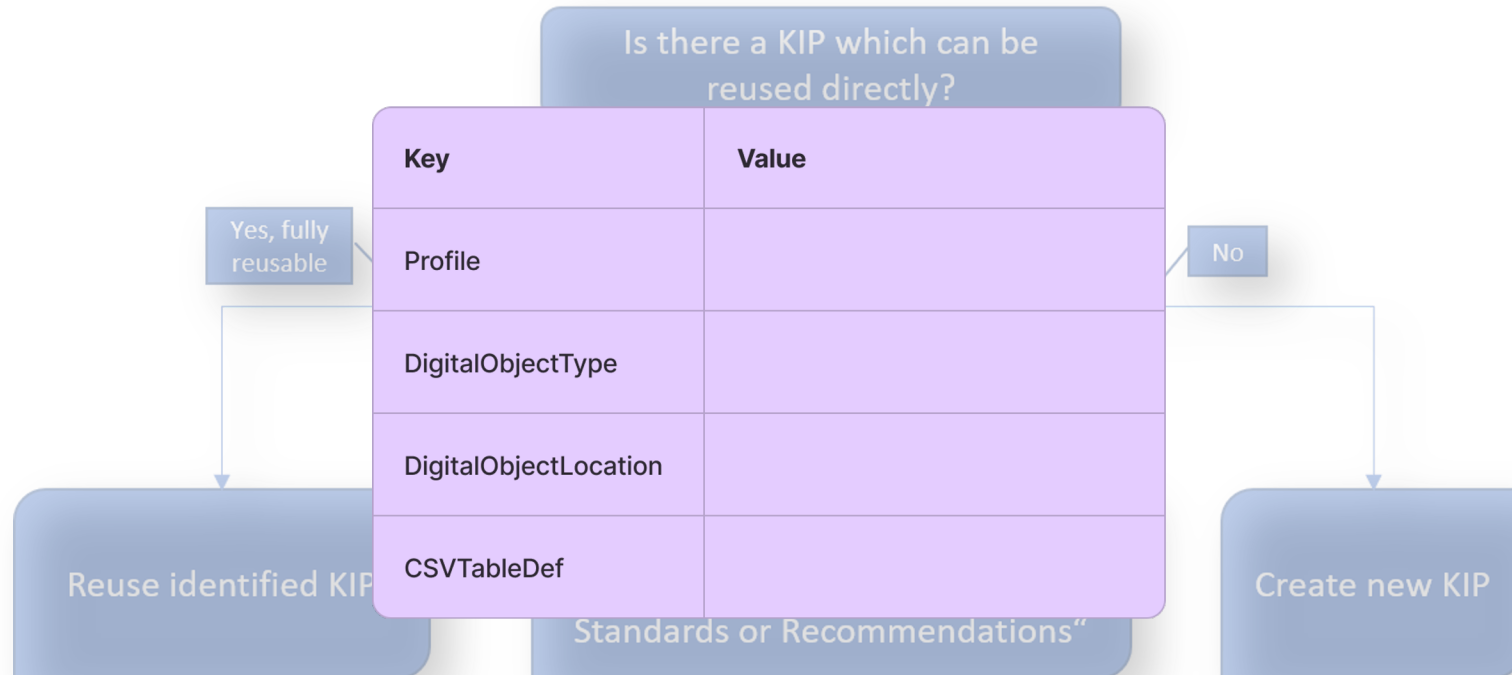 Is there a KIP which can be
reused directly?
Key Value
Yes, fully
reusable
No
Profile
DigitalObjectType
DigitalObjectLocation
CSVTableDef
Reuse identified KIP
Create new KIP
Standards or Recommendations“